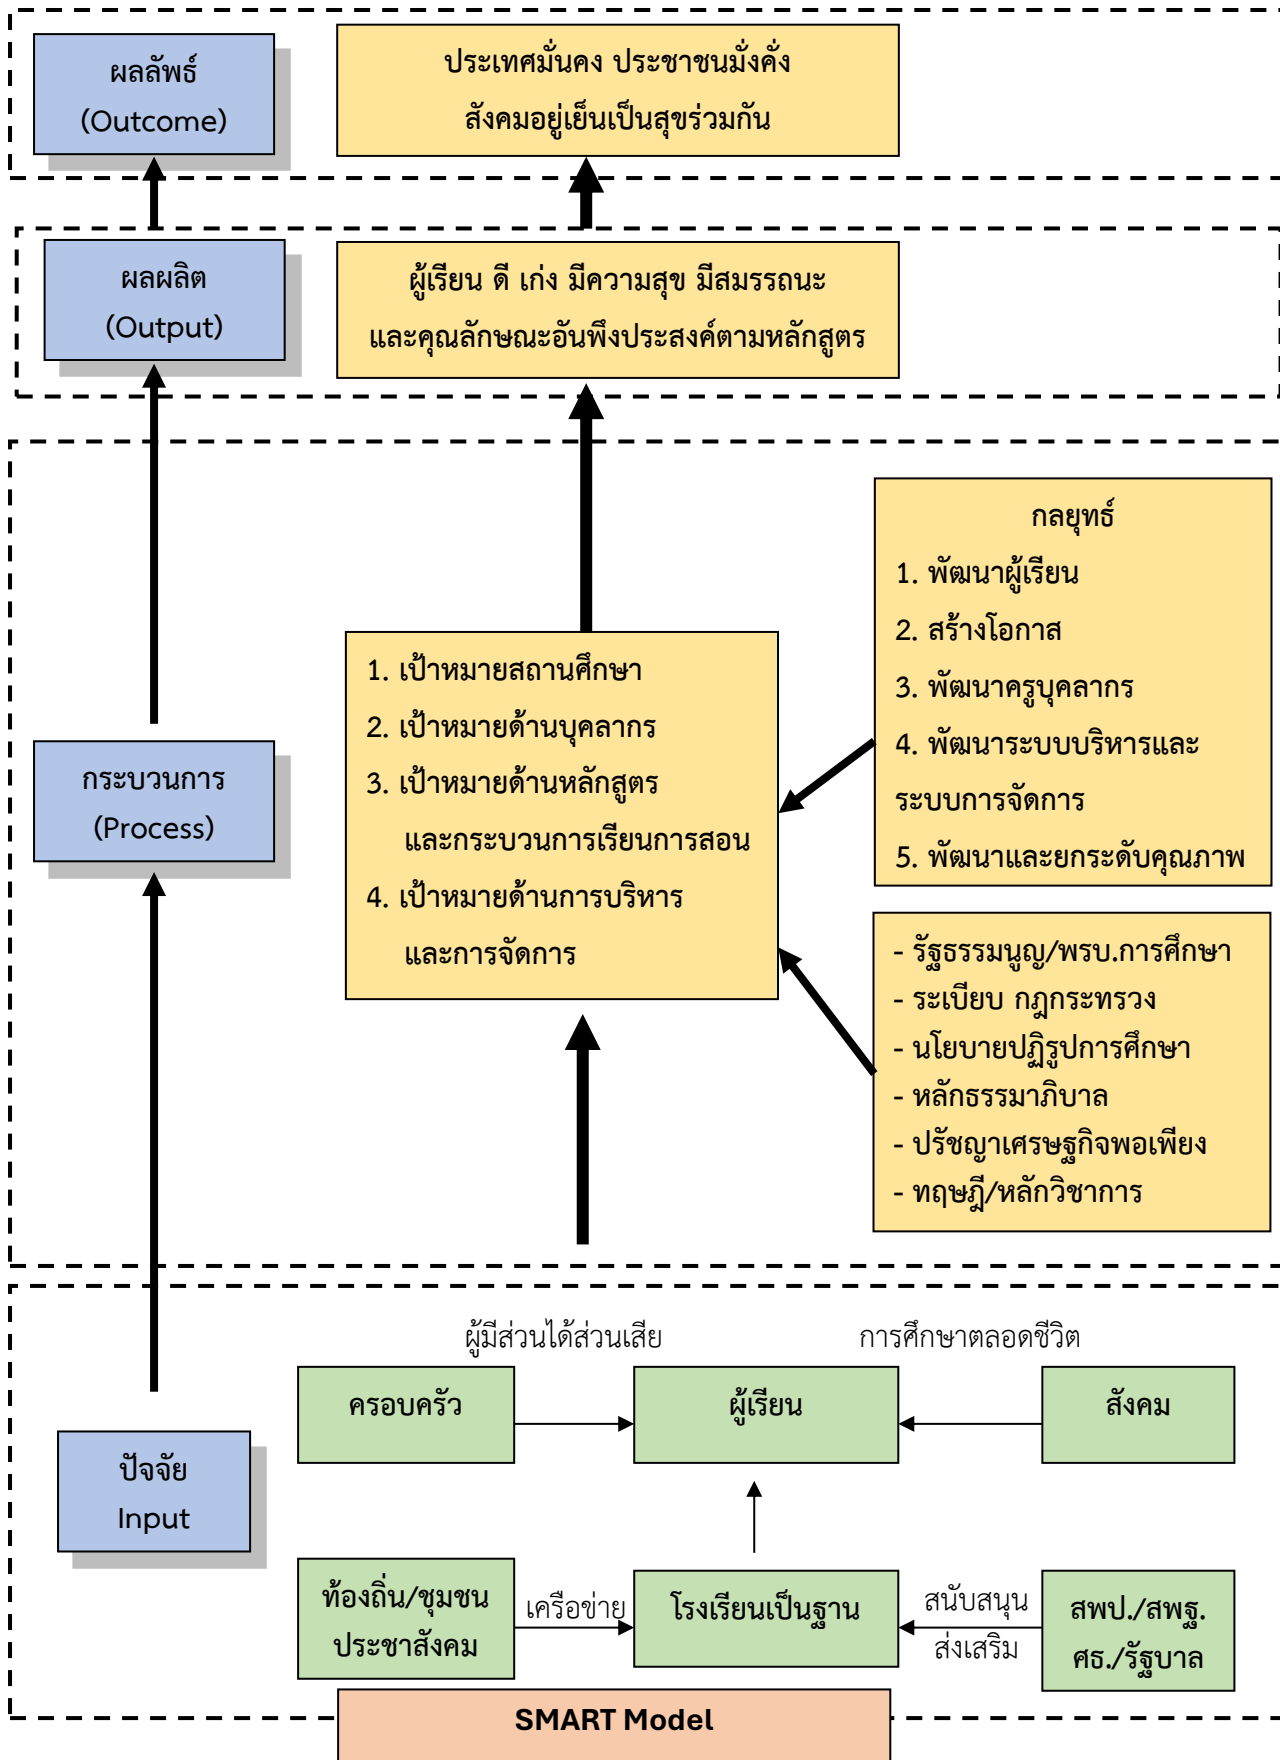 ผลลัพธ์
(Outcome)
ประเทศมั่นคง ประชาชนมั่งคั่ง
สังคมอยู่เย็นเป็นสุขร่วมกัน
ผลผลิต
(Output)
ผู้เรียน ดี เก่ง มีความสุข มีสมรรถนะ
และคุณลักษณะอันพึงประสงค์ตามหลักสูตร
กลยุทธ์
1. พัฒนาผู้เรียน
2. สร้างโอกาส
3. พัฒนาครูบุคลากร
4. พัฒนาระบบบริหารและ
ระบบการจัดการ
5. พัฒนาและยกระดับคุณภาพ
กระบวนการ
(Process)
1. เป้าหมายสถานศึกษา
2. เป้าหมายด้านบุคลากร
3. เป้าหมายด้านหลักสูตร
และกระบวนการเรียนการสอน
4. เป้าหมายด้านการบริหาร
และการจัดการ
- รัฐธรรมนูญ/พรบ.การศึกษา
- ระเบียบ กฎกระทรวง
- นโยบายปฏิรูปการศึกษา
- หลักธรรมาภิบาล
- ปรัชญาเศรษฐกิจพอเพียง
- ทฤษฎี/หลักวิชาการ
ผู้มีส่วนได้ส่วนเสีย
การศึกษาตลอดชีวิต
ครอบครัว
ผู้เรียน
สังคม
ปัจจัย
Input
ท้องถิ่น/ชุมชน
ประชาสังคม
เครือข่าย
โรงเรียนเป็นฐาน
สนับสนุน
ส่งเสริม
สพป./สพฐ.
ศธ./รัฐบาล
SMART Model